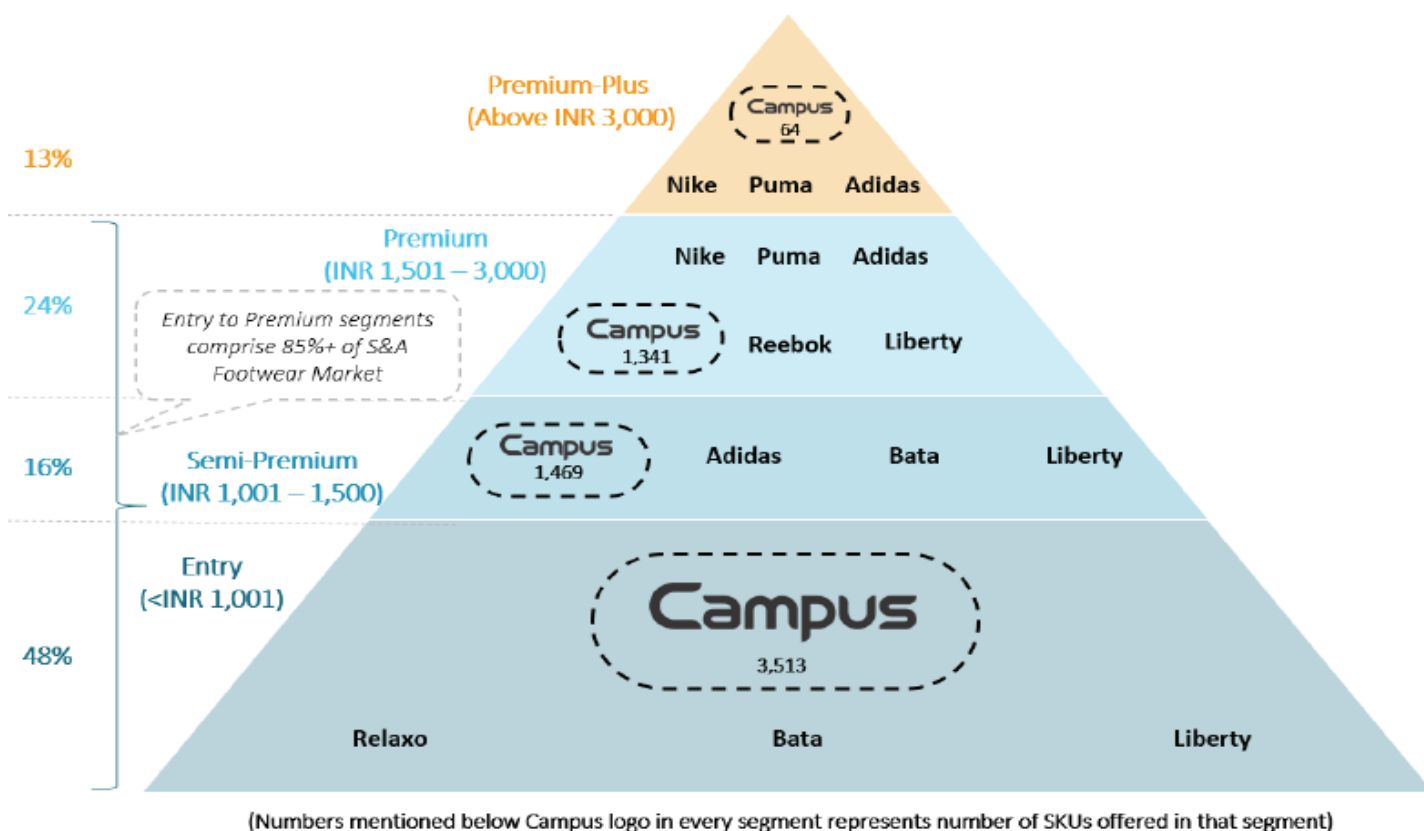 Premium-Plus
(Above INR 3,000)
Campus
64
13%
Nike Puma Adidas
Premium
(INR 1,501 – 3,000)
Nike Puma Adidas
24%
Entry to Premium segments
comprise 85%+ of S&A
Footwear Market
Campus
1,341
Reebok Liberty
16%
Semi-Premium
(INR 1,001 – 1,500)
Campus
1,469
Adidas Bata Liberty
Entry
(<INR 1,001)
48%
Campus
3,513
Relaxo Bata Liberty
(Numbers mentioned below Campus logo in every segment represents number of SKUs offered in that segment)